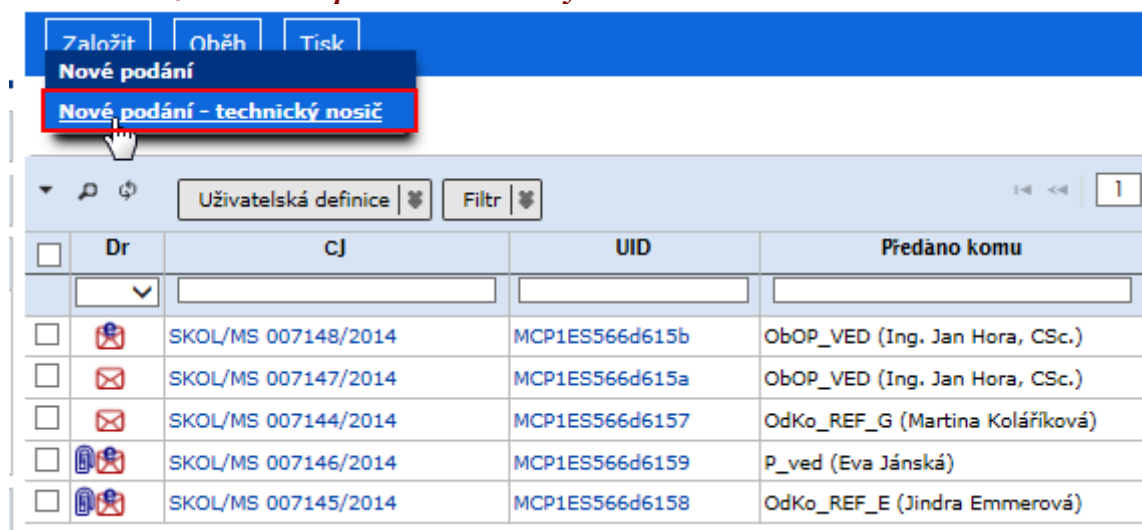 Založit Oběh Tisk
Nové podání
Nové podání - technický nosič
Uživatelská definice Filtr 1
Dr CJ UID Předáno komu
SKOL/MS 007148/2014 MCP1ES566d615b ObOP_VED (Ing. Jan Hora, CSc.)
SKOL/MS 007147/2014 MCP1ES566d615a ObOP_VED (Ing. Jan Hora, CSc.)
SKOL/MS 007144/2014 MCP1ES566d6157 OdKo_REF_G (Martina Koláříková)
SKOL/MS 007146/2014 MCP1ES566d6159 P_ved (Eva Jánská)
SKOL/MS 007145/2014 MCP1ES566d6158 OdKo_REF_E (Jindra Emmerová)